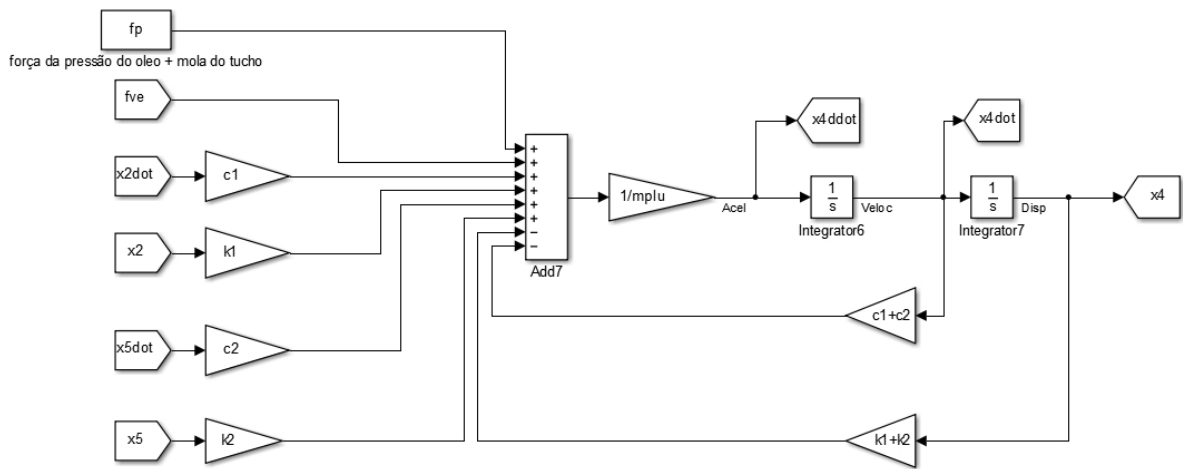 fp
força da pressão do oleo + mola do tucho
fve
x4ddot
x4dot
x2dot
c1
+
+
+
+
+
+
−
−
1/mplu
Acel
1
s
Veloc
1
s
Disp
x4
Integrator6
Integrator7
x2
k1
Add7
c1+c2
x5dot
c2
x5
k2
k1+k2